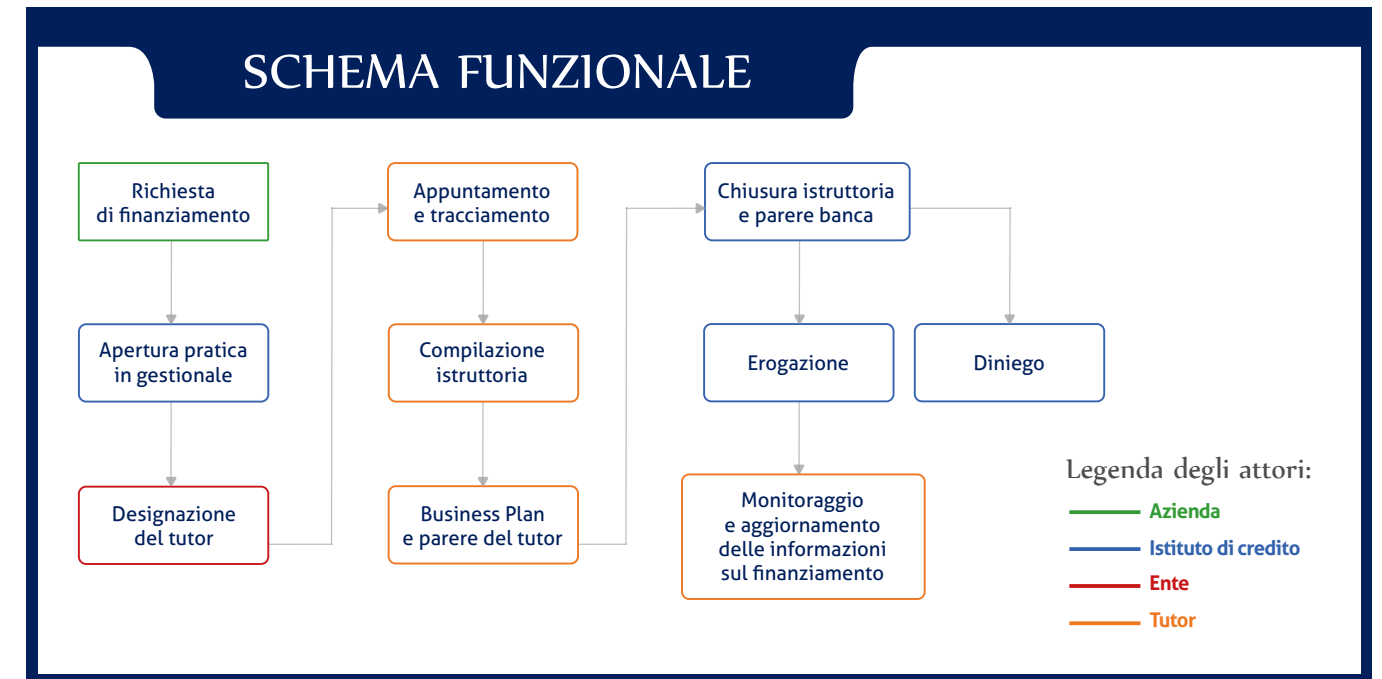 SCHEMA FUNZIONALE
Richiesta
di finanziamento
Apertura pratica
in gestionale
Designazione
del tutor
Appuntamento
e tracciamento
Compilazione
istruttoria
Business Plan
e parere del tutor
Chiusura istruttoria
e parere banca
Erogazione
Diniego
Monitoraggio
e aggiornamento
delle informazioni
sul finanziamento
Legenda degli attori:
Azienda
Istituto di credito
Ente
Tutor